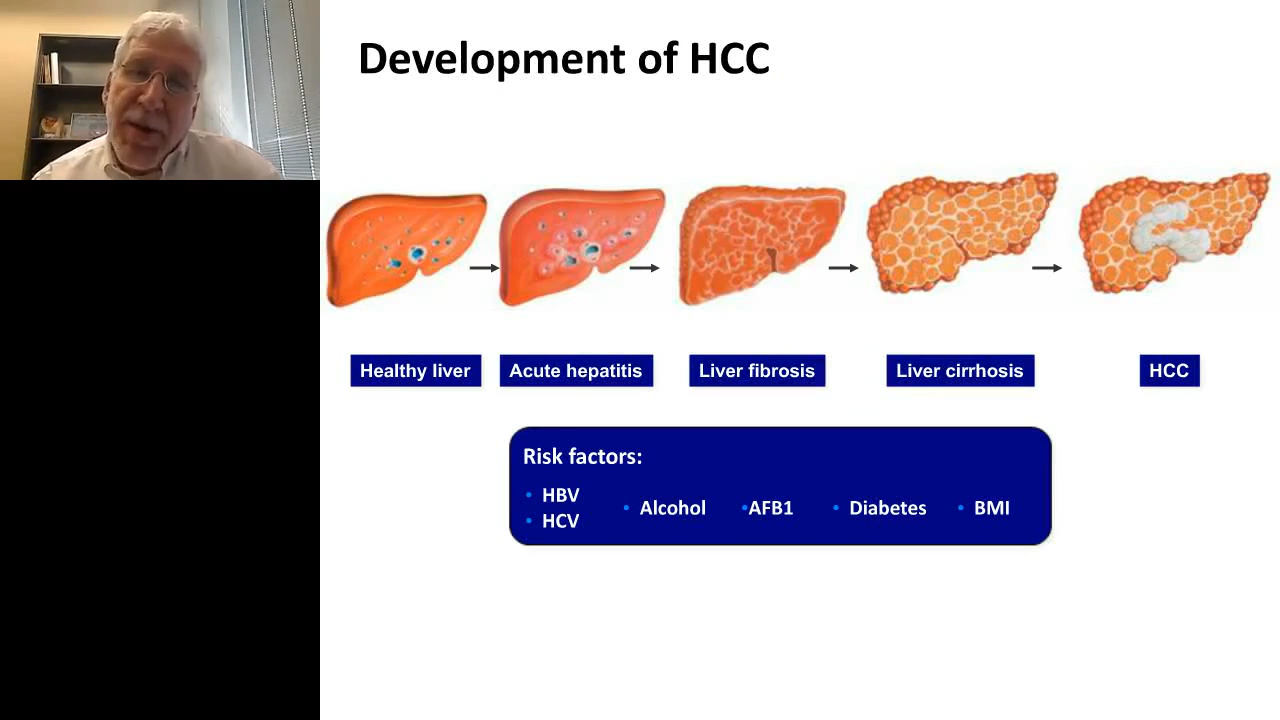 Development of HCC
Healthy liver
Acute hepatitis
Liver fibrosis
Liver cirrhosis
HCC
Risk factors:
• HBV
• HCV
• Alcohol
•AFB1
• Diabetes
• BMI